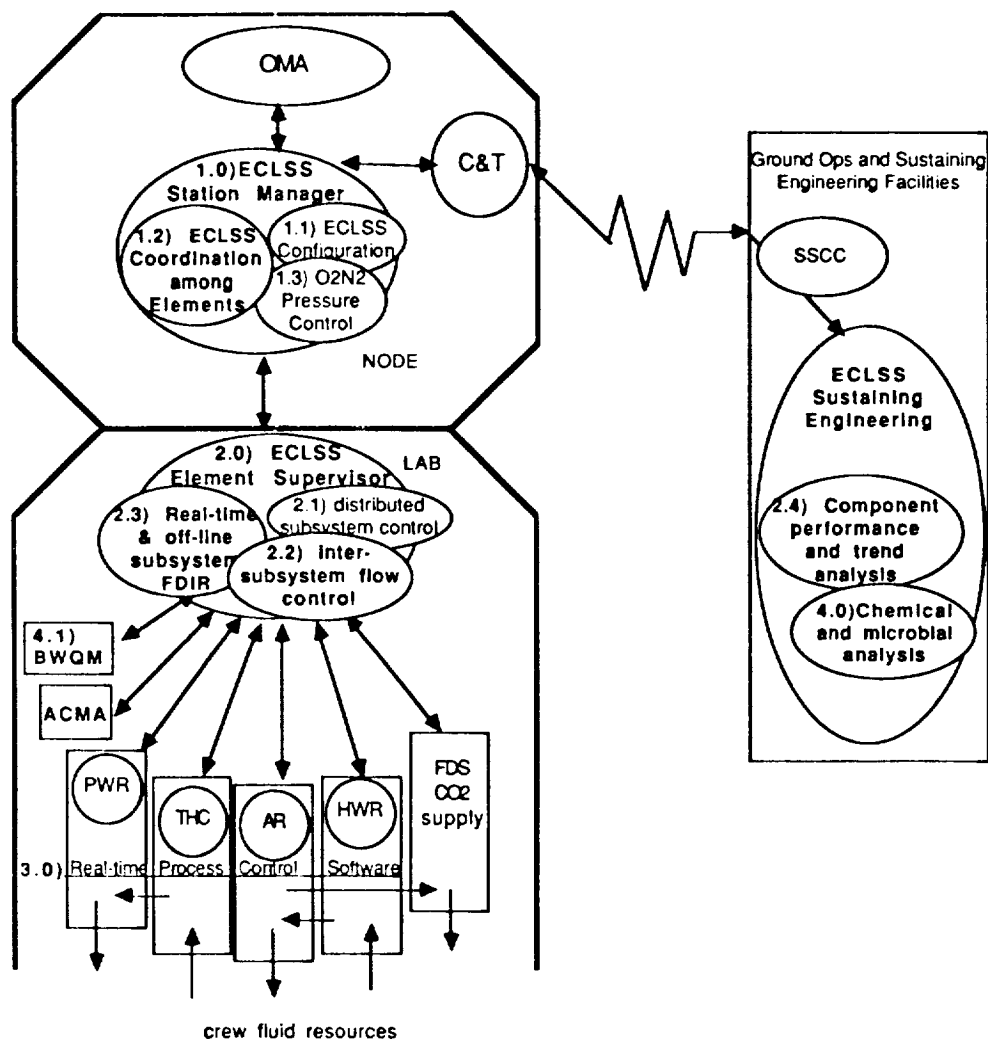 OMA
C&T
1.0)ECLSS
Station Manager
1.1) ECLSS
Configuration
1.2) ECLSS
Coordination
among
Elements
1.3) O2N2
Pressure
Control
NODE
Ground Ops and Sustaining
Engineering Facilities
SSCC
ECLSS
Sustaining
Engineering
2.4) Component
performance
and trend
analysis
4.0)Chemical
and microbial
analysis
2.0) ECLSS
Element Supervisor
LAB
2.1) distributed
subsystem control
2.3) Real-time
& off-line
subsystem
FDIR
2.2) Inter-
subsystem flow
control
4.1)
BWQM
ACMA
PWR
THC
AR
HWR
FDS
CO2
supply
3.0) Real-time Process Control Software
crew fluid resources